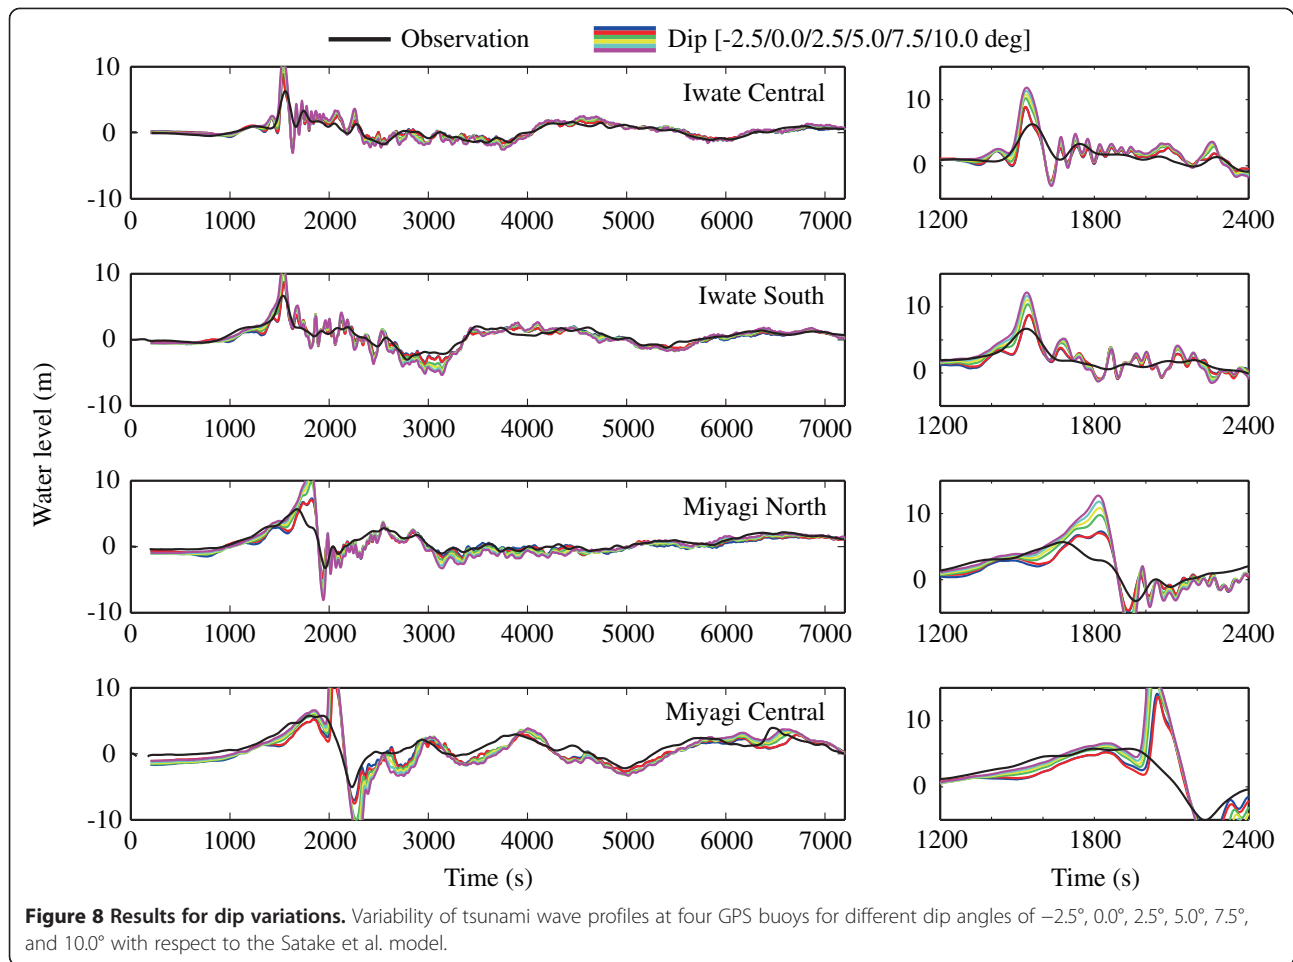 Observation
Dip [-2.5/0.0/2.5/5.0/7.5/10.0 deg]
Water level (m)
10
0
-10
Iwate Central
0 1000 2000 3000 4000 5000 6000 7000
10
0
1200 1800 2400
10
0
-10
Iwate South
0 1000 2000 3000 4000 5000 6000 7000
10
0
1200 1800 2400
10
0
-10
Miyagi North
0 1000 2000 3000 4000 5000 6000 7000
10
0
1200 1800 2400
10
0
-10
Miyagi Central
0 1000 2000 3000 4000 5000 6000 7000
Time (s)
10
0
1200 1800 2400
Time (s)
Figure 8 Results for dip variations. Variability of tsunami wave profiles at four GPS buoys for different dip angles of −2.5°, 0.0°, 2.5°, 5.0°, 7.5°,
and 10.0° with respect to the Satake et al. model.